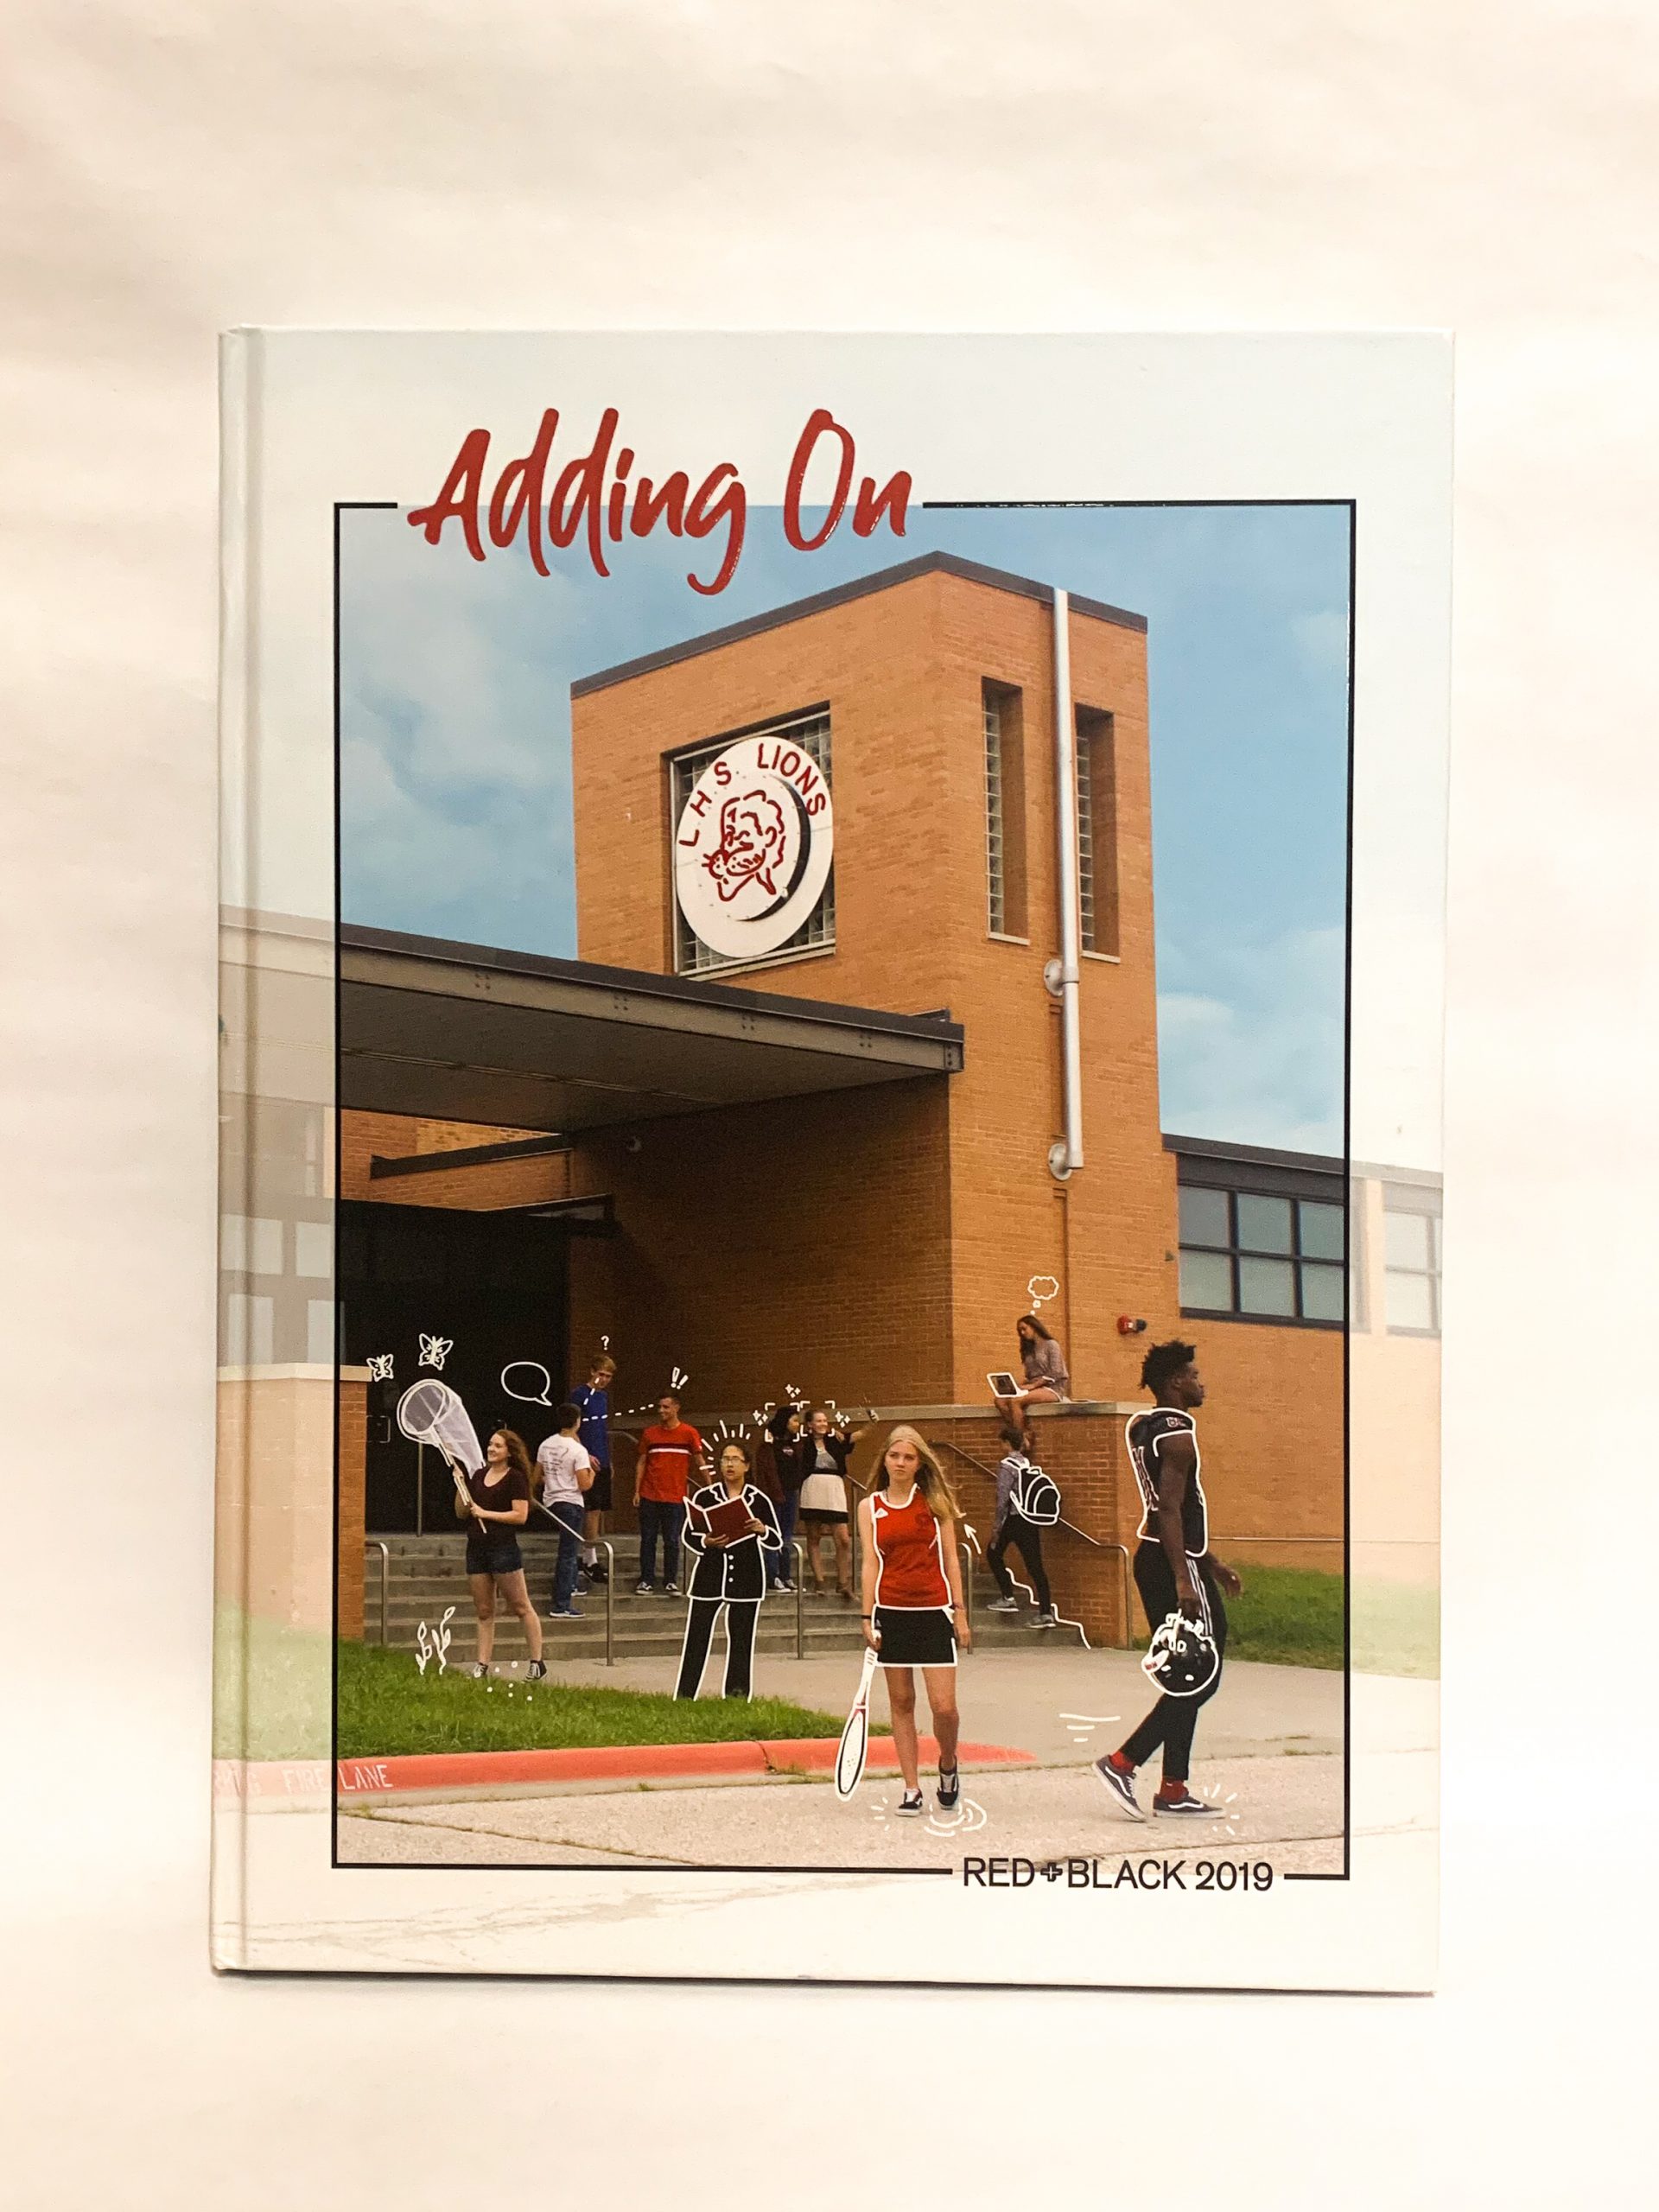 Adding On
L.H.S. LIONS
?
!!
FIRE LANE
RED+BLACK 2019